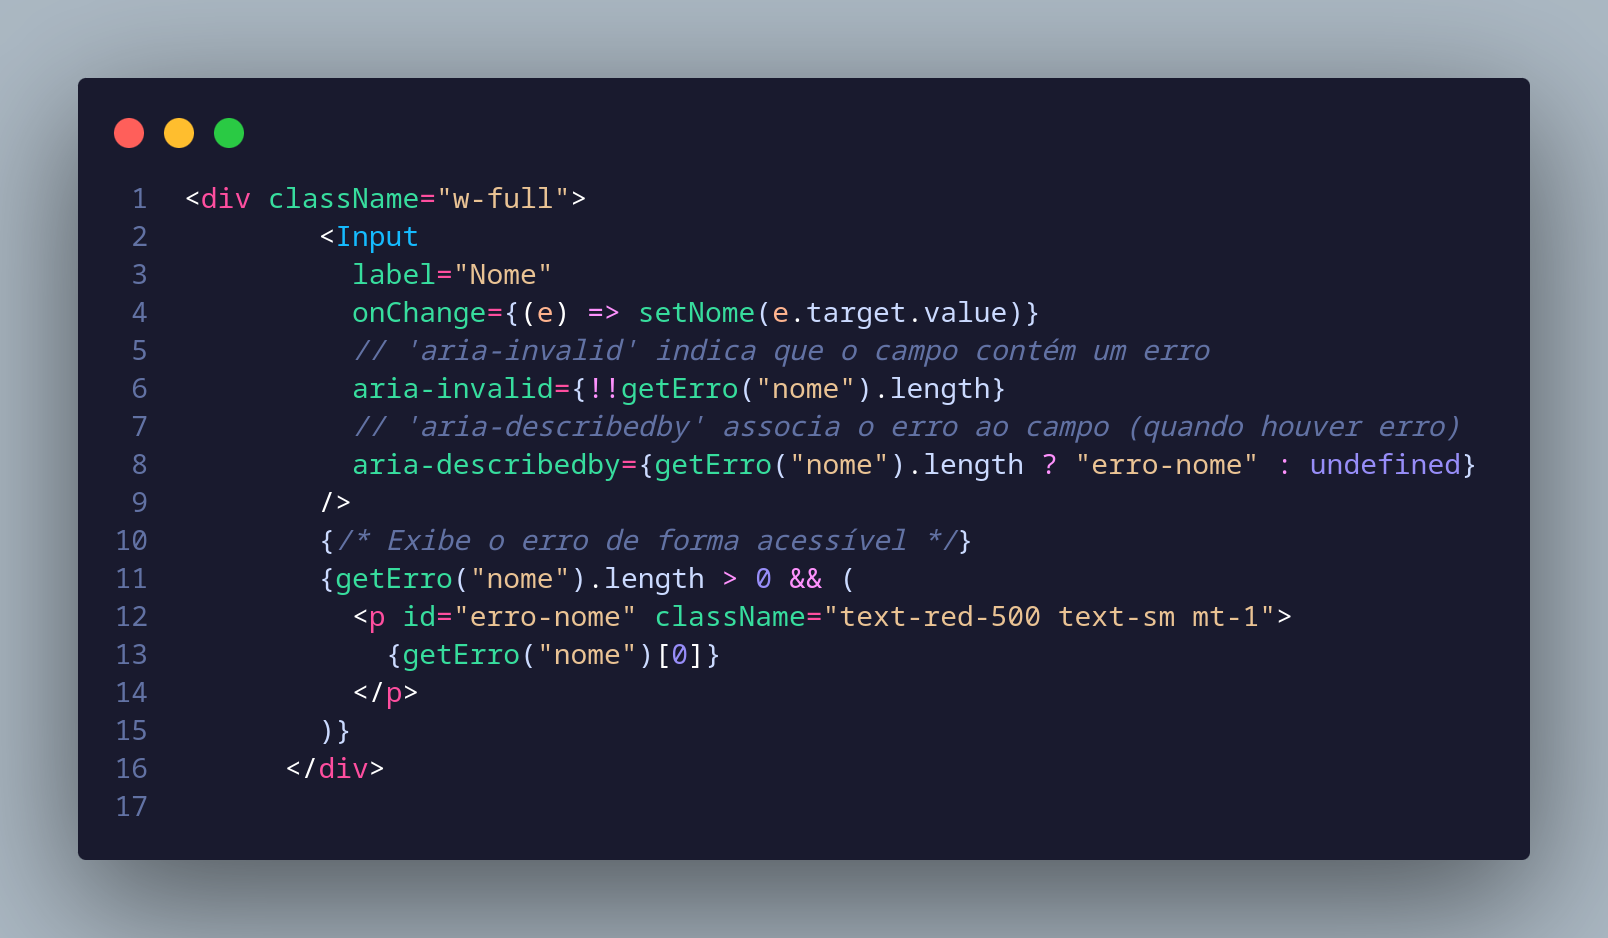 1 <div className="w-full">
2         <Input
3           label="Nome"
4           onChange={(e) => setNome(e.target.value)}
5           // 'aria-invalid' indica que o campo contém um erro
6           aria-invalid={!!getErro("nome").length}
7           // 'aria-describedby' associa o erro ao campo (quando houver erro)
8           aria-describedby={getErro("nome").length ? "erro-nome" : undefined}
9         />
10         {/* Exibe o erro de forma acessível */}
11         {getErro("nome").length > 0 && (
12           <p id="erro-nome" className="text-red-500 text-sm mt-1">
13             {getErro("nome")[0]}
14           </p>
15         )}
16       </div>
17